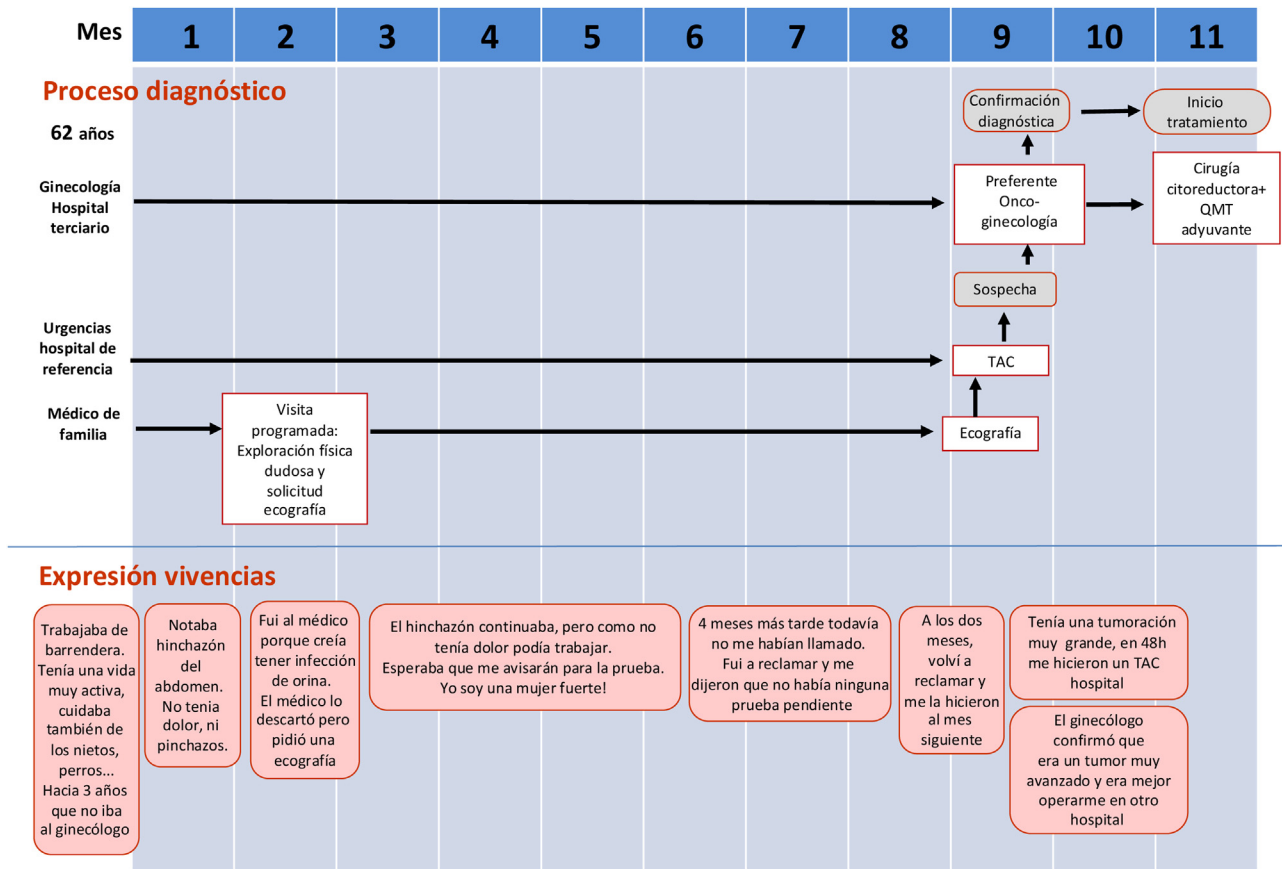 Mes 1 2 3 4 5 6 7 8 9 10 11
Proceso diagnóstico
62 años
Confirmación
diagnóstica
Inicio
tratamiento
Ginecología
Hospital
terciario
Preferente
Onco-
ginecología
Cirugía
citoreductora+
QMT
adyuvante
Sospecha
Urgencias
hospital de
referencia
TAC
Médico de
familia
Visita
programada:
Exploración física
dudosa y
solicitud
ecografía
Ecografía
Expresión vivencias
Trabajaba de
barrendera.
Tenía una vida
muy activa,
cuidaba
también de
los nietos,
perros...
Hacia 3 años
que no iba
al ginecólogo
Notaba
hinchazón
del
abdomen.
No tenia
dolor, ni
pinchazos.
Fui al médico
porque creía
tener infección
de orina.
El médico lo
descartó pero
pidió una
ecografía
El hinchazón continuaba, pero como no
tenía dolor podía trabajar.
Esperaba que me avisarán para la prueba.
Yo soy una mujer fuerte!
4 meses más tarde todavía
no me habían llamado.
Fui a reclamar y me
dijeron que no había ninguna
prueba pendiente
A los dos
meses,
volví a
reclamar y
me la hicieron
al mes
siguiente
Tenía una tumoración
muy grande, en 48h
me hicieron un TAC
hospital
El ginecólogo
confirmó que
era un tumor muy
avanzado y era mejor
operarme en otro
hospital